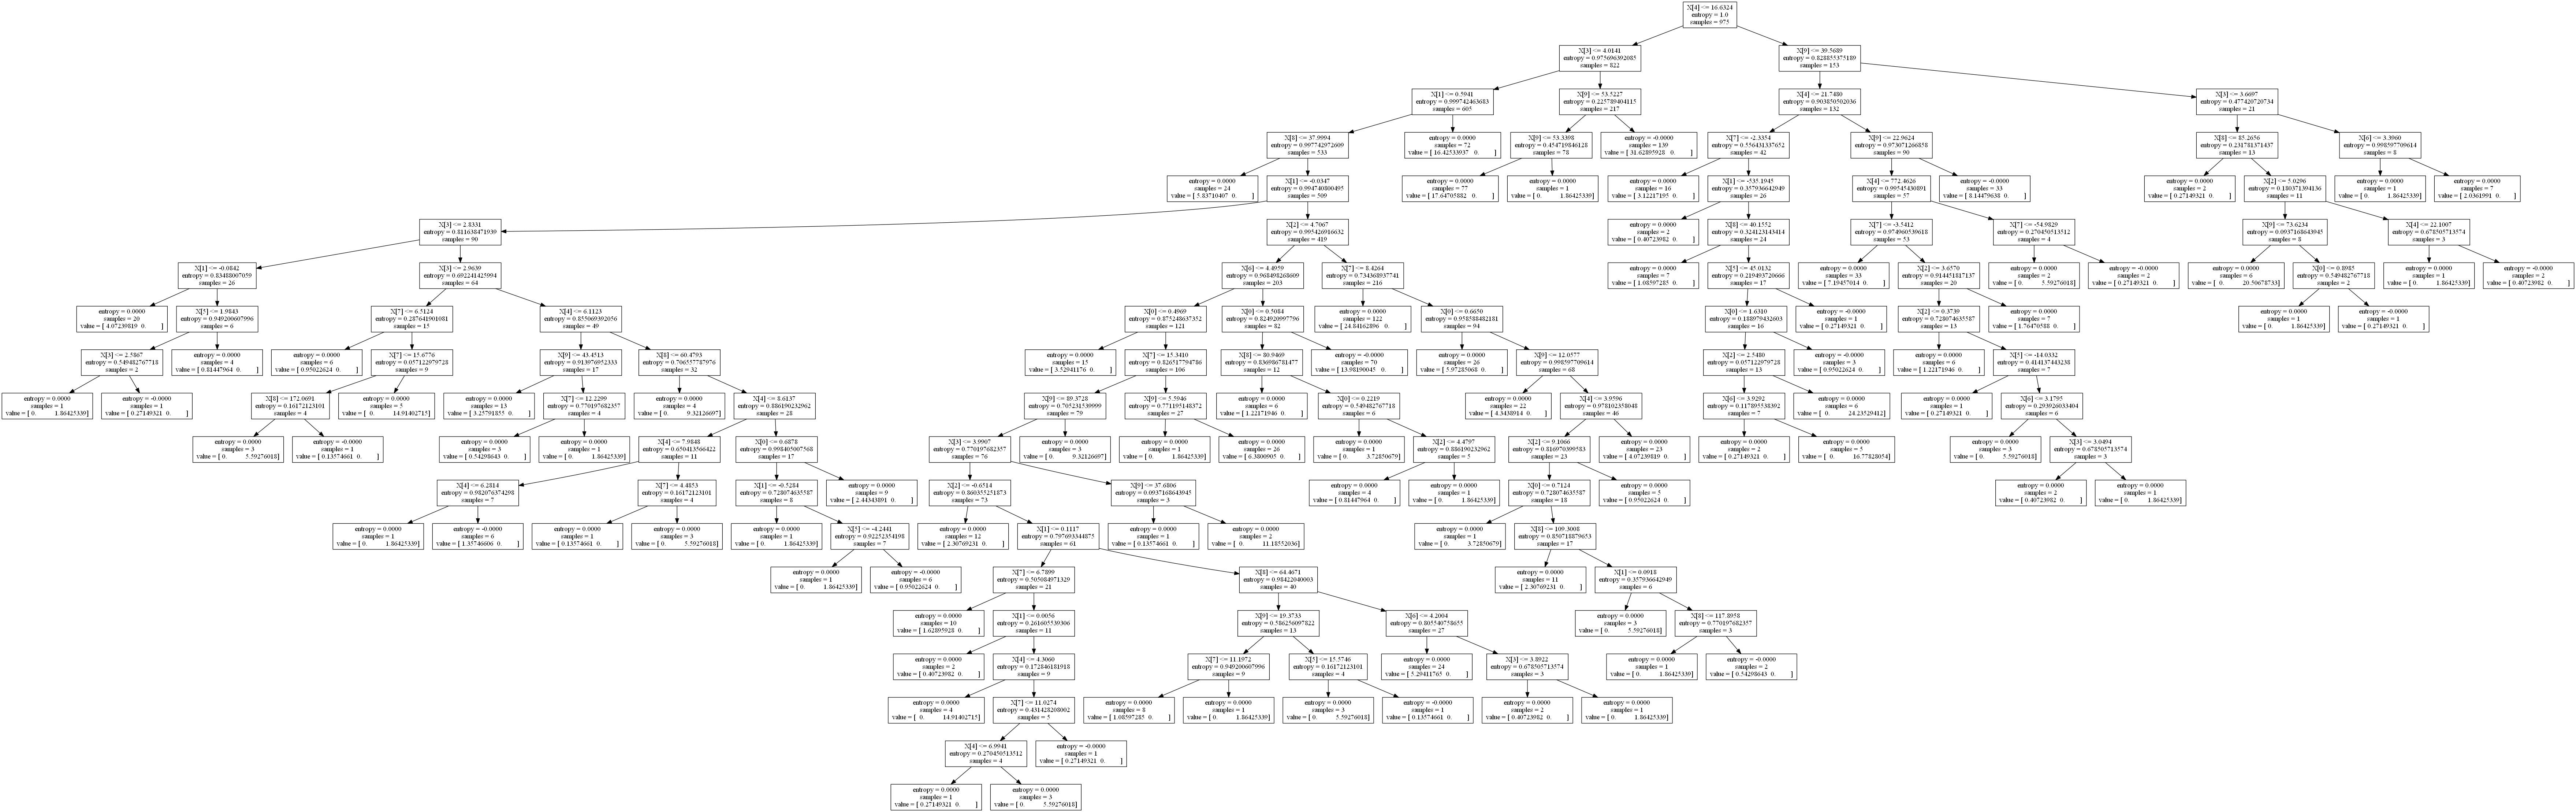 X[4] <= 16.6324
entropy = 1.0
samples = 975
X[3] <= 4.0141
entropy = 0.975696392085
samples = 822
X[9] <= 39.5689
entropy = 0.828855375189
samples = 153
X[1] <= 0.5941
entropy = 0.999742463683
samples = 605
X[9] <= 53.5227
entropy = 0.225789404115
samples = 217
X[4] <= 21.7480
entropy = 0.903850502036
samples = 132
X[3] <= 3.6697
entropy = 0.477420720734
samples = 21
X[8] <= 37.9994
entropy = 0.997742972609
samples = 533
entropy = 0.0000
samples = 72
value = [ 16.42533937 0. ]
X[9] <= 53.3398
entropy = 0.454719846128
samples = 78
entropy = -0.0000
samples = 139
value = [ 31.62895928 0. ]
X[7] <= -2.3354
entropy = 0.556431337652
samples = 42
X[9] <= 22.9624
entropy = 0.973071266858
samples = 90
X[8] <= 85.2656
entropy = 0.231781371437
samples = 13
X[6] <= 3.3960
entropy = 0.998597709614
samples = 8
entropy = 0.0000
samples = 24
value = [ 5.83710407 0. ]
X[1] <= -0.0347
entropy = 0.994740800495
samples = 509
entropy = 0.0000
samples = 77
value = [ 17.64705882 0. ]
entropy = 0.0000
samples = 1
value = [ 0. 1.86425339]
entropy = 0.0000
samples = 16
value = [ 3.12217195 0. ]
X[1] <= -535.1945
entropy = 0.357936642949
samples = 26
X[4] <= 772.4626
entropy = 0.99545430891
samples = 57
entropy = -0.0000
samples = 33
value = [ 8.14479638 0. ]
entropy = 0.0000
samples = 2
value = [ 0.27149321 0. ]
X[2] <= 5.0296
entropy = 0.180371394136
samples = 11
entropy = 0.0000
samples = 1
value = [ 0. 1.86425339]
entropy = 0.0000
samples = 7
value = [ 2.0361991 0. ]
X[3] <= 2.8331
entropy = 0.811638471939
samples = 90
X[2] <= 4.7067
entropy = 0.995426916632
samples = 419
entropy = 0.0000
samples = 2
value = [ 0.40723982 0. ]
X[8] <= 40.1552
entropy = 0.324123143414
samples = 24
X[7] <= -3.5412
entropy = 0.974960539618
samples = 53
X[7] <= -54.9829
entropy = 0.270450513512
samples = 4
X[9] <= 73.6234
entropy = 0.0937168643945
samples = 8
X[4] <= 22.1007
entropy = 0.678505713574
samples = 3
X[1] <= -0.0842
entropy = 0.83488007059
samples = 26
X[3] <= 2.9639
entropy = 0.692241425994
samples = 64
X[6] <= 4.4959
entropy = 0.968498268609
samples = 203
X[7] <= 8.4264
entropy = 0.734368937741
samples = 216
entropy = 0.0000
samples = 7
value = [ 1.08597285 0. ]
X[5] <= 45.0132
entropy = 0.219493720666
samples = 17
entropy = 0.0000
samples = 33
value = [ 7.19457014 0. ]
X[2] <= 3.6570
entropy = 0.914451817137
samples = 20
entropy = 0.0000
samples = 2
value = [ 0. 5.59276018]
entropy = -0.0000
samples = 2
value = [ 0.27149321 0. ]
entropy = 0.0000
samples = 6
value = [ 0. 20.50678733]
X[0] <= 0.8985
entropy = 0.549482767718
samples = 2
entropy = 0.0000
samples = 1
value = [ 0. 1.86425339]
entropy = -0.0000
samples = 2
value = [ 0.40723982 0. ]
entropy = 0.0000
samples = 20
value = [ 4.07239819 0. ]
X[5] <= 1.9843
entropy = 0.949200607996
samples = 6
X[7] <= 6.5124
entropy = 0.287641901081
samples = 15
X[4] <= 6.1123
entropy = 0.855069392056
samples = 49
X[0] <= 0.4969
entropy = 0.875248637352
samples = 121
X[0] <= 0.5084
entropy = 0.824920997796
samples = 82
entropy = 0.0000
samples = 122
value = [ 24.84162896 0. ]
X[0] <= 0.6650
entropy = 0.958588482181
samples = 94
X[0] <= 1.6310
entropy = 0.188979432603
samples = 16
entropy = -0.0000
samples = 1
value = [ 0.27149321 0. ]
X[2] <= 0.3739
entropy = 0.728074635587
samples = 13
entropy = 0.0000
samples = 7
value = [ 1.76470588 0. ]
entropy = 0.0000
samples = 1
value = [ 0. 1.86425339]
entropy = -0.0000
samples = 1
value = [ 0.27149321 0. ]
X[3] <= 2.5867
entropy = 0.549482767718
samples = 2
entropy = 0.0000
samples = 4
value = [ 0.81447964 0. ]
entropy = 0.0000
samples = 6
value = [ 0.95022624 0. ]
X[7] <= 15.6776
entropy = 0.057122979728
samples = 9
X[9] <= 43.4513
entropy = 0.913976952333
samples = 17
X[8] <= 60.4793
entropy = 0.706557787976
samples = 32
entropy = 0.0000
samples = 15
value = [ 3.52941176 0. ]
X[7] <= 15.3410
entropy = 0.826517794786
samples = 106
X[8] <= 80.9469
entropy = 0.836986781477
samples = 12
entropy = -0.0000
samples = 70
value = [ 13.98190045 0. ]
entropy = 0.0000
samples = 26
value = [ 5.97285068 0. ]
X[9] <= 12.0577
entropy = 0.998597709614
samples = 68
X[2] <= 2.5480
entropy = 0.057122979728
samples = 13
entropy = -0.0000
samples = 3
value = [ 0.95022624 0. ]
entropy = 0.0000
samples = 6
value = [ 1.22171946 0. ]
X[5] <= -14.0332
entropy = 0.414137443238
samples = 7
entropy = 0.0000
samples = 1
value = [ 0. 1.86425339]
entropy = -0.0000
samples = 1
value = [ 0.27149321 0. ]
X[8] <= 172.0691
entropy = 0.16172123101
samples = 4
entropy = 0.0000
samples = 5
value = [ 0. 14.91402715]
entropy = 0.0000
samples = 13
value = [ 3.25791855 0. ]
X[7] <= 12.2299
entropy = 0.770197682357
samples = 4
entropy = 0.0000
samples = 4
value = [ 0. 9.32126697]
X[4] <= 8.6137
entropy = 0.886190232962
samples = 28
X[9] <= 89.3728
entropy = 0.705231539999
samples = 79
X[9] <= 5.5946
entropy = 0.771195148372
samples = 27
entropy = 0.0000
samples = 6
value = [ 1.22171946 0. ]
X[0] <= 0.2219
entropy = 0.549482767718
samples = 6
entropy = 0.0000
samples = 22
value = [ 4.3438914 0. ]
X[4] <= 3.9596
entropy = 0.978102358048
samples = 46
X[6] <= 3.9292
entropy = 0.117895538392
samples = 7
entropy = 0.0000
samples = 6
value = [ 0. 24.23529412]
entropy = 0.0000
samples = 1
value = [ 0.27149321 0. ]
X[6] <= 3.1795
entropy = 0.293926033404
samples = 6
entropy = 0.0000
samples = 3
value = [ 0. 5.59276018]
entropy = -0.0000
samples = 1
value = [ 0.13574661 0. ]
entropy = 0.0000
samples = 3
value = [ 0.54298643 0. ]
entropy = 0.0000
samples = 1
value = [ 0. 1.86425339]
X[4] <= 7.9848
entropy = 0.650413566422
samples = 11
X[0] <= 0.6878
entropy = 0.998405007568
samples = 17
X[3] <= 3.9907
entropy = 0.770197682357
samples = 76
entropy = 0.0000
samples = 3
value = [ 0. 9.32126697]
entropy = 0.0000
samples = 1
value = [ 0. 1.86425339]
entropy = 0.0000
samples = 26
value = [ 6.3800905 0. ]
entropy = 0.0000
samples = 1
value = [ 0. 3.72850679]
X[2] <= 4.4797
entropy = 0.886190232962
samples = 5
X[2] <= 9.1066
entropy = 0.816970399583
samples = 23
entropy = 0.0000
samples = 23
value = [ 4.07239819 0. ]
entropy = 0.0000
samples = 2
value = [ 0.27149321 0. ]
entropy = 0.0000
samples = 5
value = [ 0. 16.77828054]
entropy = 0.0000
samples = 3
value = [ 0. 5.59276018]
X[3] <= 3.0494
entropy = 0.678505713574
samples = 3
X[4] <= 6.2814
entropy = 0.982076374298
samples = 7
X[7] <= 4.4853
entropy = 0.16172123101
samples = 4
X[1] <= -0.5284
entropy = 0.728074635587
samples = 8
entropy = 0.0000
samples = 9
value = [ 2.44343891 0. ]
X[2] <= -0.6514
entropy = 0.860355251873
samples = 73
X[9] <= 37.6806
entropy = 0.0937168643945
samples = 3
entropy = 0.0000
samples = 4
value = [ 0.81447964 0. ]
entropy = 0.0000
samples = 1
value = [ 0. 1.86425339]
X[0] <= 0.7124
entropy = 0.728074635587
samples = 18
entropy = 0.0000
samples = 5
value = [ 0.95022624 0. ]
entropy = 0.0000
samples = 2
value = [ 0.40723982 0. ]
entropy = 0.0000
samples = 1
value = [ 0. 1.86425339]
entropy = 0.0000
samples = 1
value = [ 0. 1.86425339]
entropy = -0.0000
samples = 6
value = [ 1.35746606 0. ]
entropy = 0.0000
samples = 1
value = [ 0.13574661 0. ]
entropy = 0.0000
samples = 3
value = [ 0. 5.59276018]
entropy = 0.0000
samples = 1
value = [ 0. 1.86425339]
X[5] <= -4.2441
entropy = 0.92252354198
samples = 7
entropy = 0.0000
samples = 12
value = [ 2.30769231 0. ]
X[1] <= 0.1117
entropy = 0.797693344875
samples = 61
entropy = 0.0000
samples = 1
value = [ 0.13574661 0. ]
entropy = 0.0000
samples = 2
value = [ 0. 11.18552036]
entropy = 0.0000
samples = 1
value = [ 0. 3.72850679]
X[8] <= 109.3008
entropy = 0.850718879653
samples = 17
entropy = 0.0000
samples = 1
value = [ 0. 1.86425339]
entropy = -0.0000
samples = 6
value = [ 0.95022624 0. ]
X[7] <= 6.7899
entropy = 0.505084971329
samples = 21
X[8] <= 64.4671
entropy = 0.98422040003
samples = 40
entropy = 0.0000
samples = 11
value = [ 2.30769231 0. ]
X[1] <= 0.0918
entropy = 0.357936642949
samples = 6
entropy = 0.0000
samples = 10
value = [ 1.62895928 0. ]
X[1] <= 0.0056
entropy = 0.261605539306
samples = 11
X[9] <= 19.3733
entropy = 0.586256097822
samples = 13
X[6] <= 4.2004
entropy = 0.805540758655
samples = 27
entropy = 0.0000
samples = 3
value = [ 0. 5.59276018]
X[8] <= 117.8958
entropy = 0.770197682357
samples = 3
entropy = 0.0000
samples = 2
value = [ 0.40723982 0. ]
X[4] <= 4.3060
entropy = 0.172846181918
samples = 9
X[7] <= 11.1972
entropy = 0.949200607996
samples = 9
X[5] <= 15.5746
entropy = 0.16172123101
samples = 4
entropy = 0.0000
samples = 24
value = [ 5.29411765 0. ]
X[3] <= 3.8922
entropy = 0.678505713574
samples = 3
entropy = 0.0000
samples = 1
value = [ 0. 1.86425339]
entropy = -0.0000
samples = 2
value = [ 0.54298643 0. ]
entropy = 0.0000
samples = 4
value = [ 0. 14.91402715]
X[7] <= 11.0274
entropy = 0.431428208002
samples = 5
entropy = 0.0000
samples = 8
value = [ 1.08597285 0. ]
entropy = 0.0000
samples = 1
value = [ 0. 1.86425339]
entropy = 0.0000
samples = 3
value = [ 0. 5.59276018]
entropy = -0.0000
samples = 1
value = [ 0.13574661 0. ]
entropy = 0.0000
samples = 2
value = [ 0.40723982 0. ]
entropy = 0.0000
samples = 1
value = [ 0. 1.86425339]
X[4] <= 6.9941
entropy = 0.270450513512
samples = 4
entropy = -0.0000
samples = 1
value = [ 0.27149321 0. ]
entropy = 0.0000
samples = 1
value = [ 0.27149321 0. ]
entropy = 0.0000
samples = 3
value = [ 0. 5.59276018]